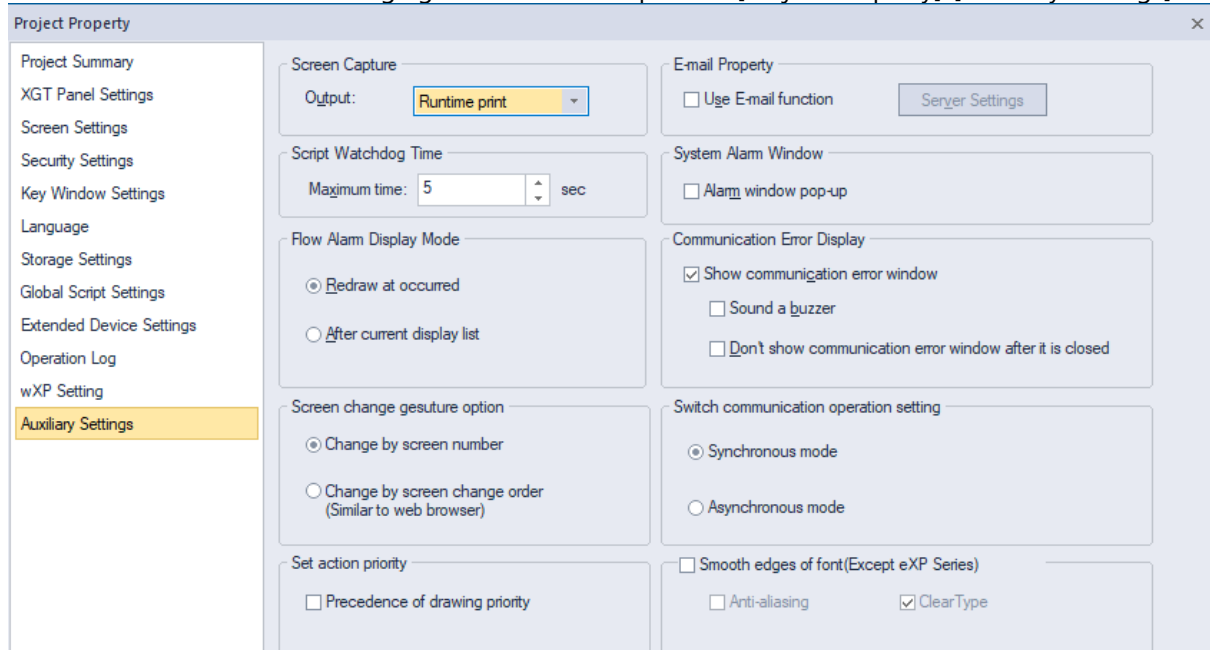 Project Property
Project Summary
XGT Panel Settings
Screen Settings
Security Settings
Key Window Settings
Language
Storage Settings
Global Script Settings
Extended Device Settings
Operation Log
wXP Setting
Auxiliary Settings
Screen Capture
Output: Runtime print
Script Watchdog Time
Maximum time: 5 sec
Flow Alarm Display Mode
Redraw at occurred
After current display list
Screen change gesuture option
Change by screen number
Change by screen change order
(Similar to web browser)
Set action priority
Precedence of drawing priority
E-mail Property
Use E-mail function Server Settings
System Alarm Window
Alarm window pop-up
Communication Error Display
Show communication error window
Sound a buzzer
Don't show communication error window after it is closed
Switch communication operation setting
Synchronous mode
Asynchronous mode
Smooth edges of font(Except eXP Series)
Anti-aliasing ClearType